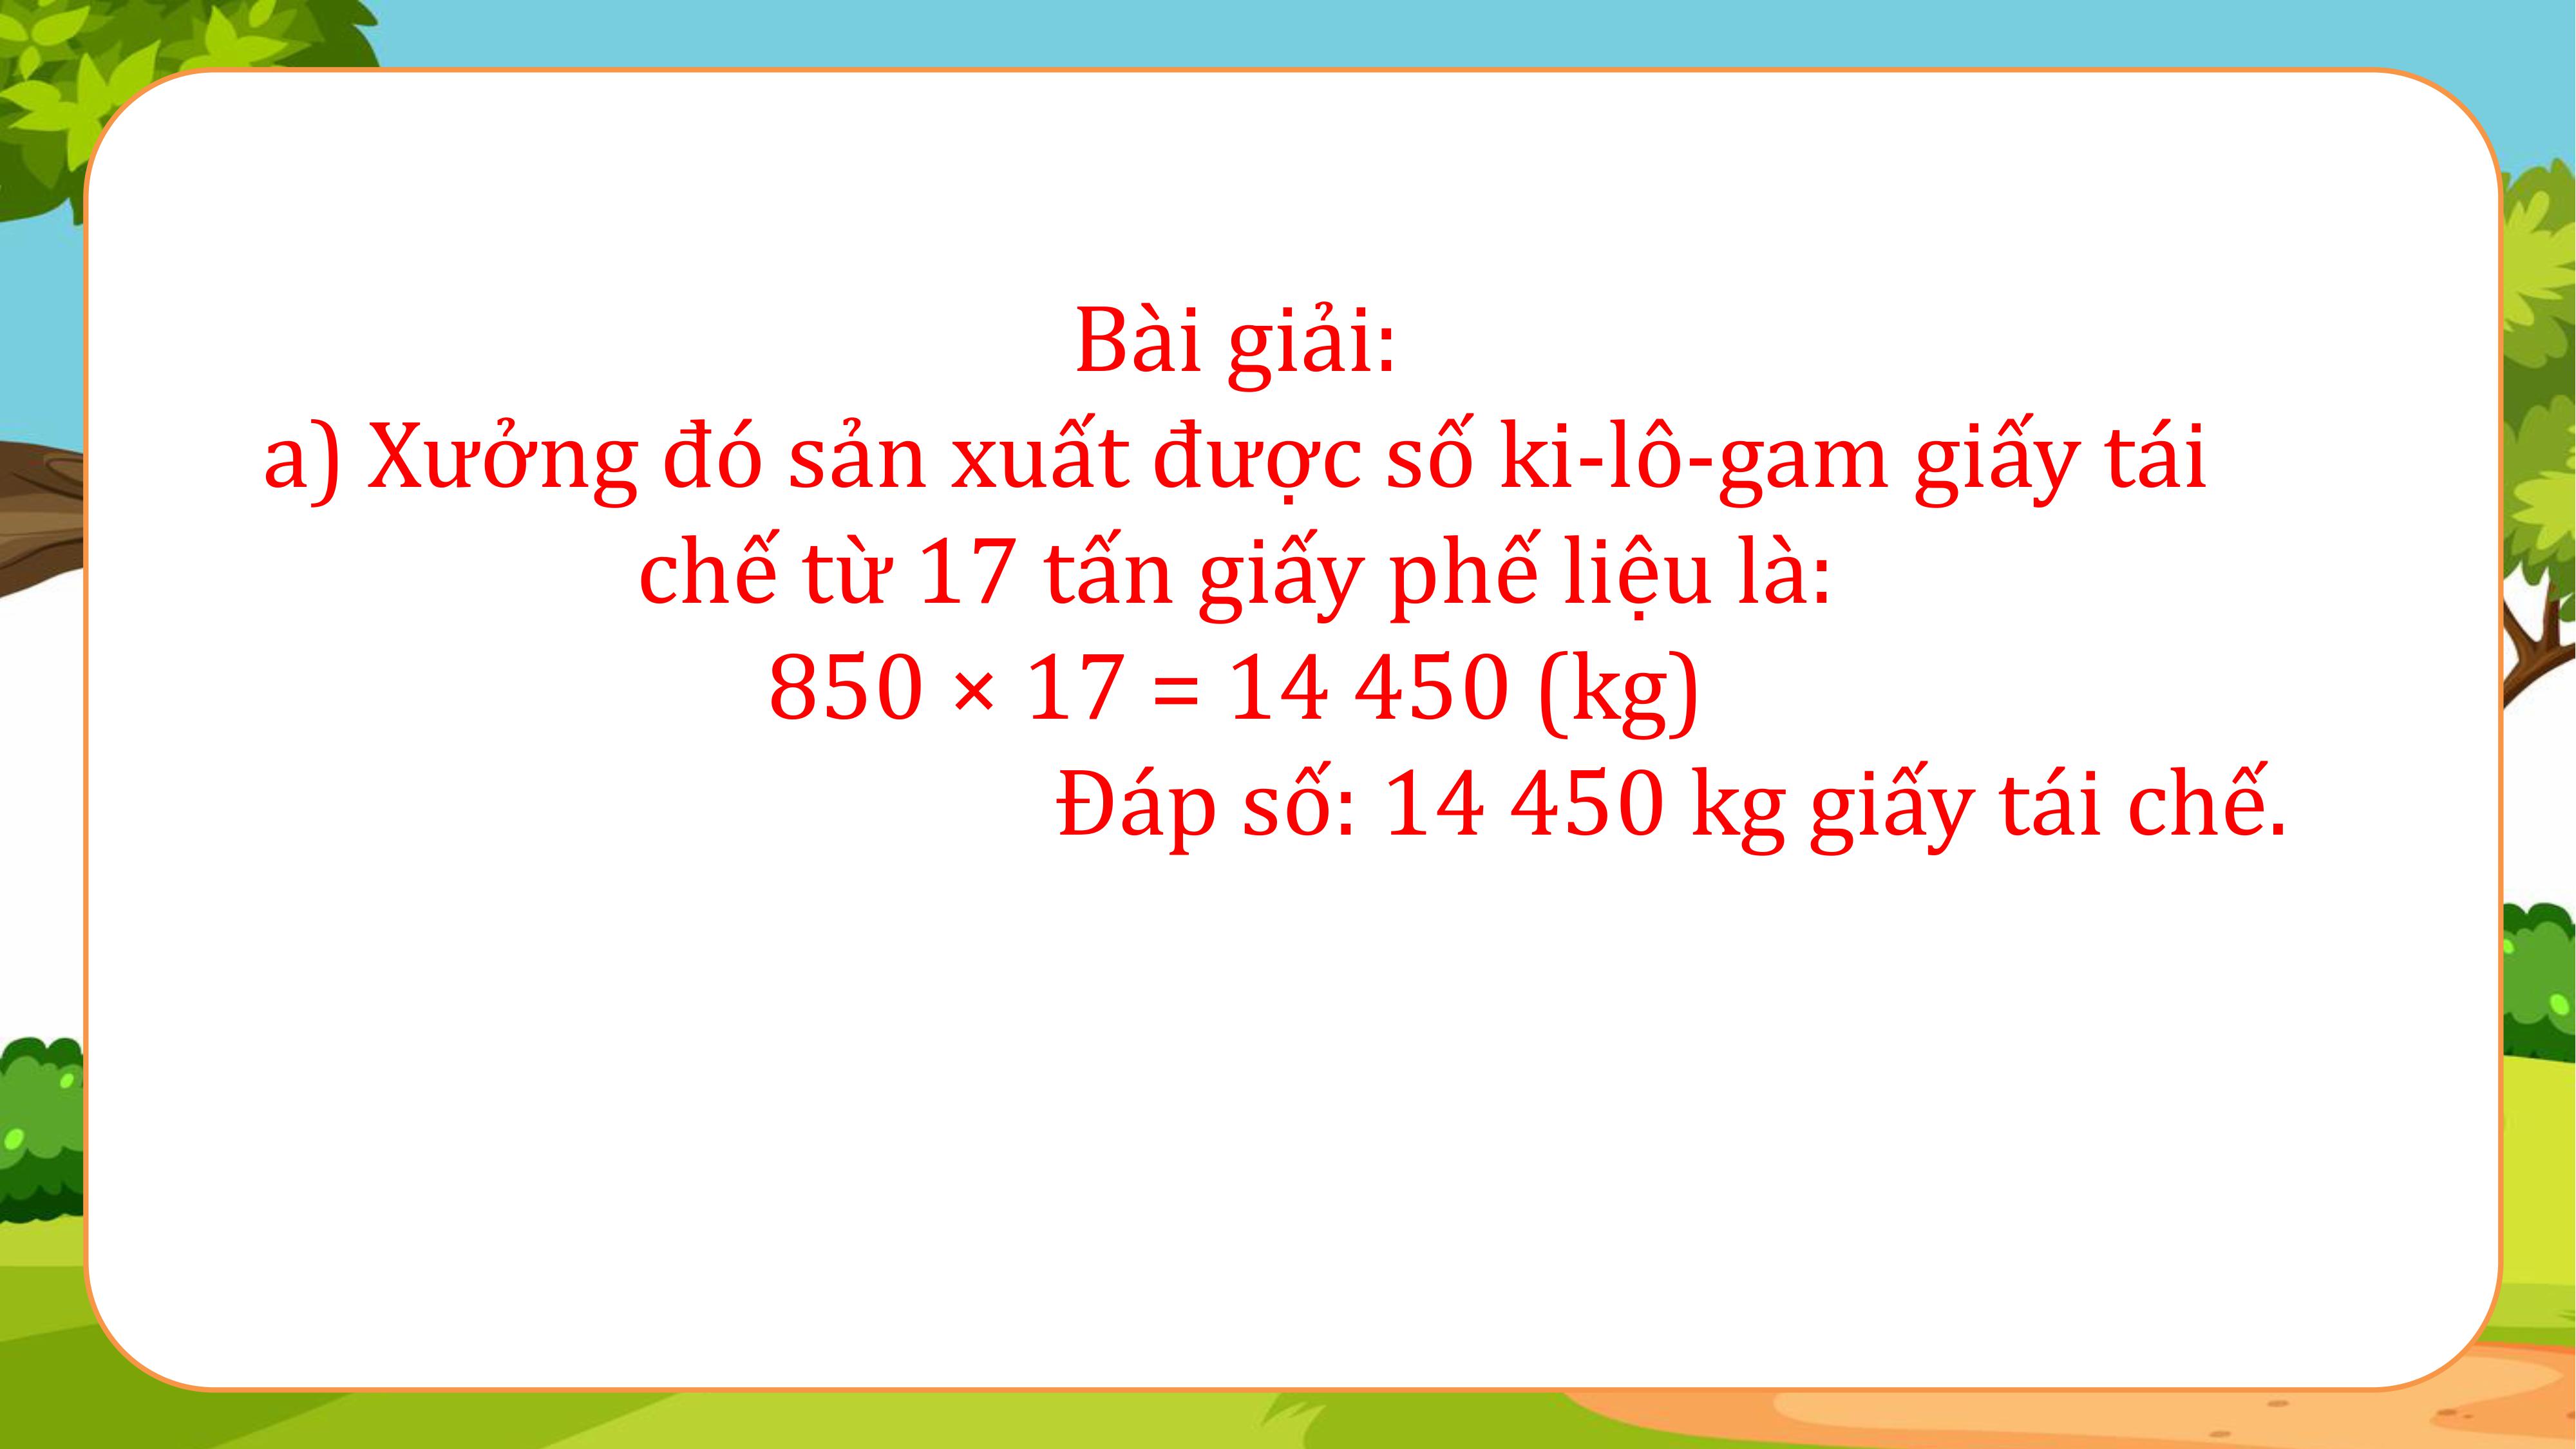 Bài giải:
a) Xưởng đó sản xuất được số ki-lô-gam giấy tái
chế từ 17 tấn giấy phế liệu là:
850 × 17 = 14 450 (kg)
Đáp số: 14 450 kg giấy tái chế.